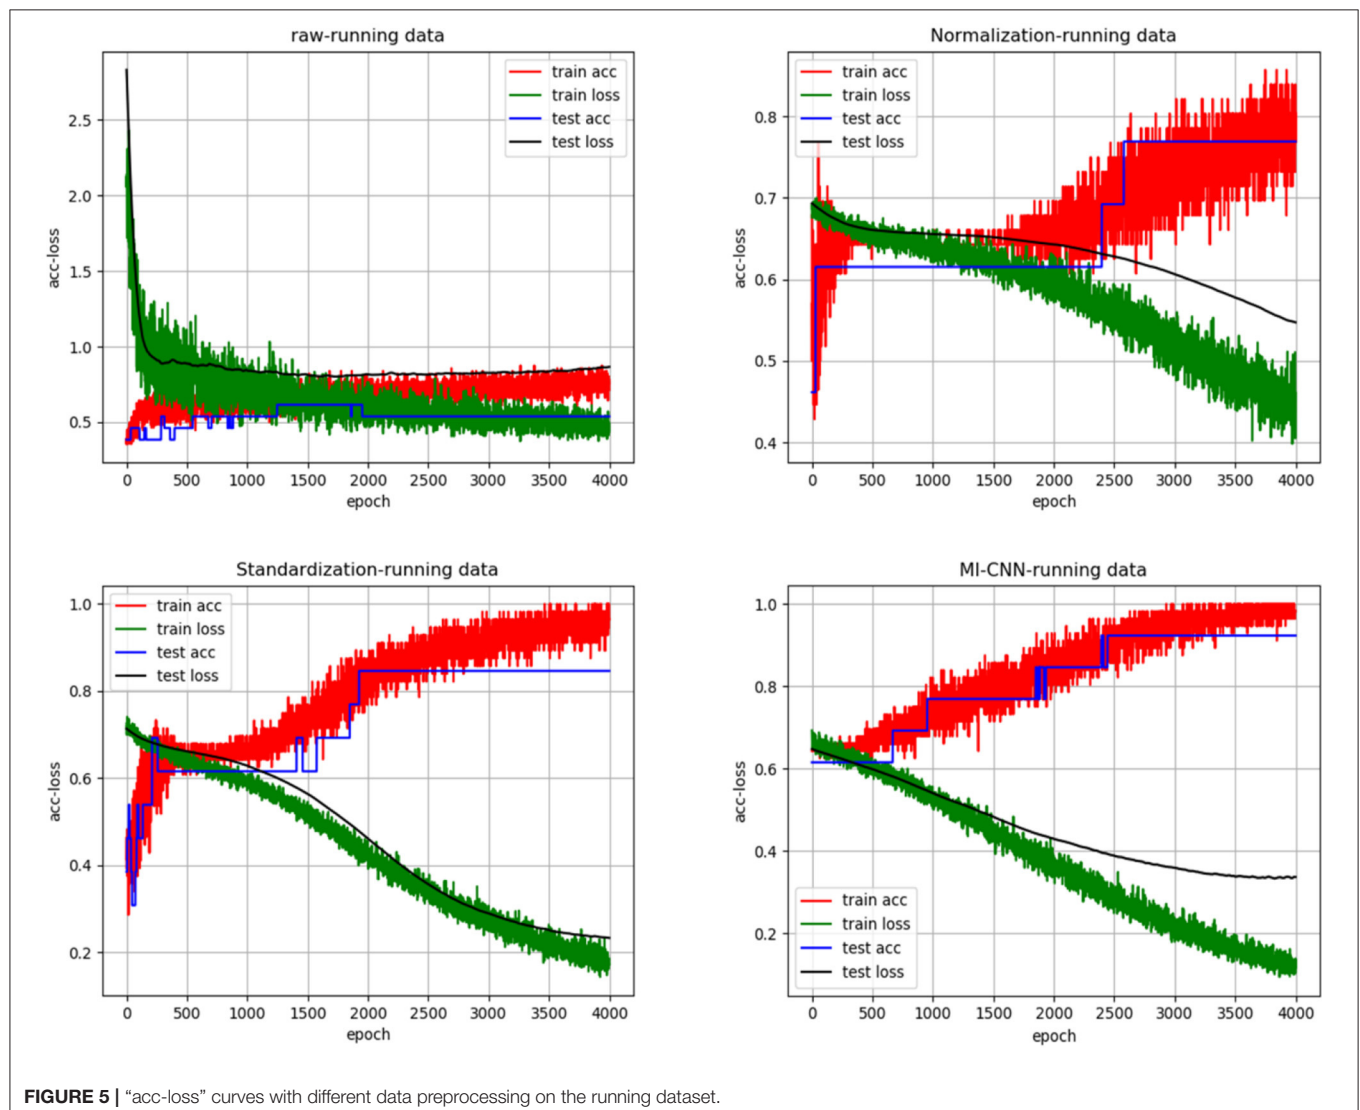 raw-running data
acc-loss
2.5
2.0
1.5
1.0
0.5
train acc
train loss
test acc
test loss
0 500 1000 1500 2000 2500 3000 3500 4000
epoch
Normalization-running data
acc-loss
0.8
0.7
0.6
0.5
0.4
train acc
train loss
test acc
test loss
0 500 1000 1500 2000 2500 3000 3500 4000
epoch
Standardization-running data
acc-loss
1.0
0.8
0.6
0.4
0.2
train acc
train loss
test acc
test loss
0 500 1000 1500 2000 2500 3000 3500 4000
epoch
MI-CNN-running data
acc-loss
1.0
0.8
0.6
0.4
0.2
train acc
train loss
test acc
test loss
0 500 1000 1500 2000 2500 3000 3500 4000
epoch
FIGURE 5 | “acc-loss” curves with different data preprocessing on the running dataset.